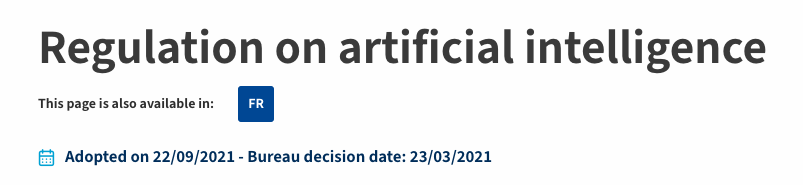 Regulation on artificial intelligence
This page is also available in: FR
Adopted on 22/09/2021 - Bureau decision date: 23/03/2021